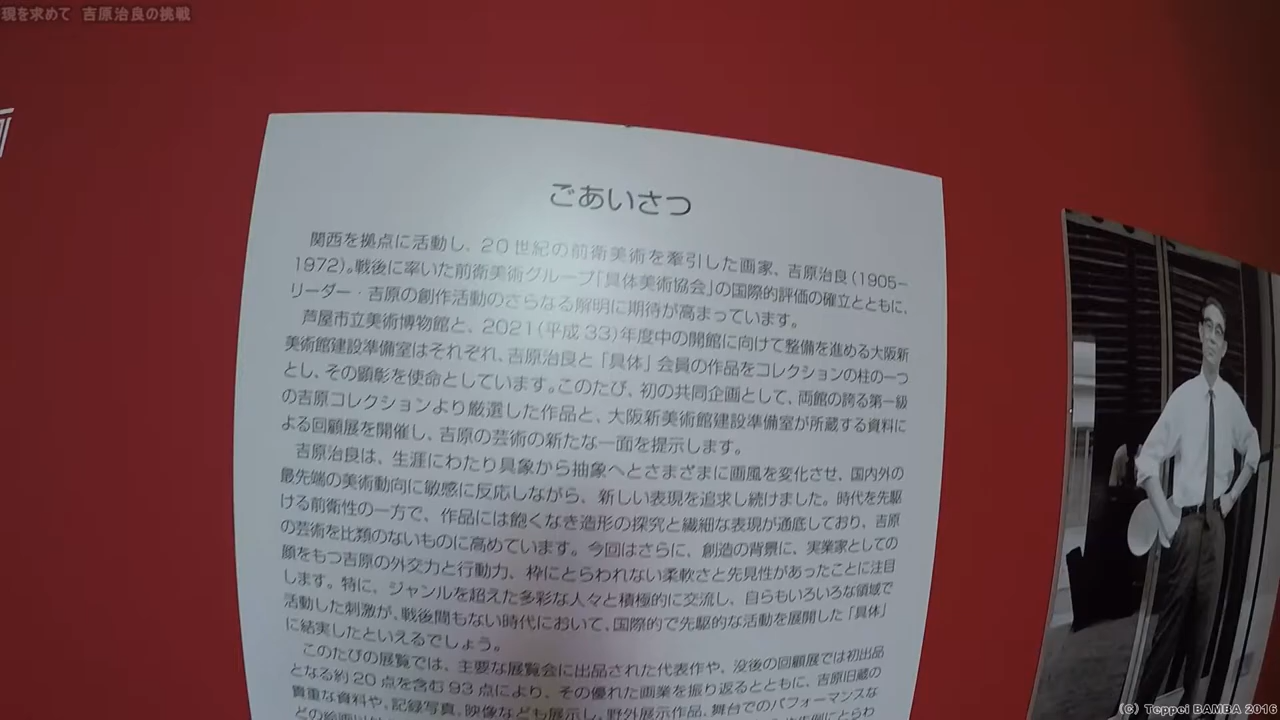 現を求めて 吉原治良の挑戦
ごあいさつ
関西を拠点に活動し、20世紀の前衛美術を牽引した画家、吉原治良(1905-
1972)。戦後に率いた前衛美術グループ「具体美術協会」の国際的評価の確立とともに、
リーダー・吉原の創作活動のさらなる解明に期待が高まっています。
芦屋市立美術博物館と、2021(平成33)年度中の開館に向けて整備を進める大阪新
美術館建設準備室はそれぞれ、吉原治良と「具体」会員の作品をコレクションの柱の一つ
とし、その顕彰を使命としています。このたび、初の共同企画として、両館の誇る第一級
の吉原コレクションより厳選した作品と、大阪新美術館建設準備室が所蔵する資料に
よる回顧展を開催し、吉原の芸術の新たな一面を提示します。
吉原治良は、生涯にわたり具象から抽象へとさまざまに画風を変化させ、国内外の
最先端の美術動向に敏感に反応しながら、新しい表現を追求し続けました。時代を先駆
ける前衛性の一方で、作品には飽くなき造形の探究と繊細な表現が通底しており、吉原
の芸術を比類のないものに高めています。今回はさらに、創造の背景に、実業家としての
顔をもつ吉原の外交力と行動力、枠にとらわれない柔軟さと先見性があったことに注目
します。特に、ジャンルを超えた多彩な人々と積極的に交流し、自らもいろいろな領域で
活動した刺激が、戦後間もない時代において、国際的で先駆的な活動を展開した「具体」
に結実したといえるでしょう。
このたびの展覧では、主要な展覧会に出品された代表作や、没後の回顧展では初出品
となる約20点を含む93点により、その優れた画業を振り返るとともに、吉原旧蔵の
貴重な資料や、記録写真、映像なども展示し、野外展示作品、舞台でのパフォーマンスな
(C) Teppei BAMBA 2016